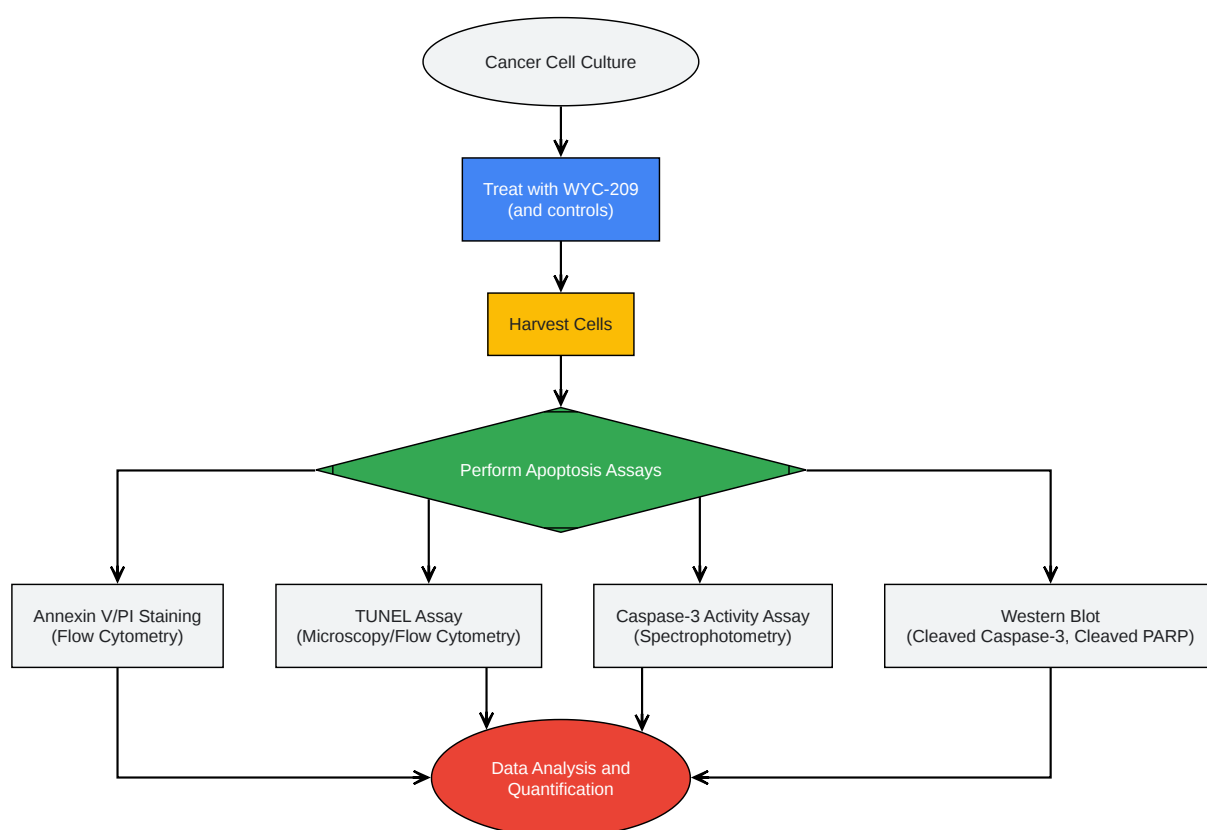 Cancer Cell Culture
Treat with WYC-209
(and controls)
Harvest Cells
Perform Apoptosis Assays
Annexin V/PI Staining
(Flow Cytometry)
TUNEL Assay
(Microscopy/Flow Cytometry)
Caspase-3 Activity Assay
(Spectrophotometry)
Western Blot
(Cleaved Caspase-3, Cleaved PARP)
Data Analysis and
Quantification